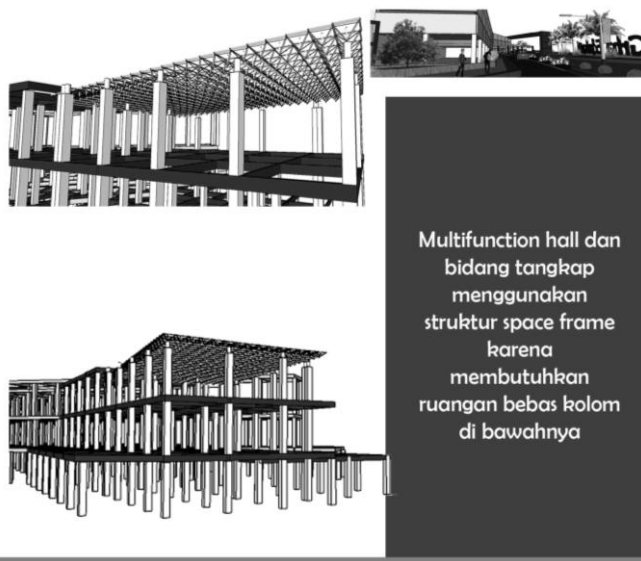 Multifunction hall dan
bidang tangkap
menggunakan
struktur space frame
karena
membutuhkan
ruangan bebas kolom
di bawahnya